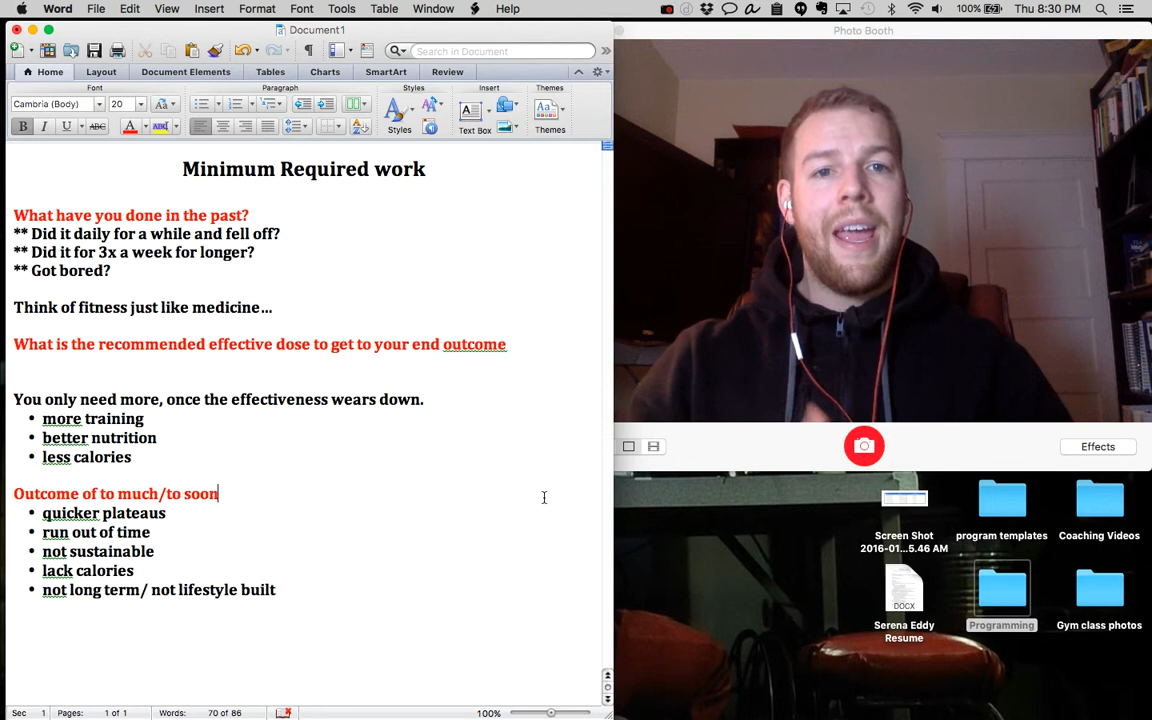 Word File Edit View Insert Format Font Tools Table Window Help
100% Thu 8:30 PM
Document1
Search in Document
Photo Booth
Home Layout Document Elements Tables Charts SmartArt Review
Font Paragraph Styles Insert Themes
Cambria (Body) 20 Aa
B I U ABC A ABC
Styles Text Box Themes
Minimum Required work
What have you done in the past?
** Did it daily for a while and fell off?
** Did it for 3x a week for longer?
** Got bored?
Think of fitness just like medicine…
What is the recommended effective dose to get to your end outcome
You only need more, once the effectiveness wears down.
• more training
• better nutrition
• less calories
Outcome of to much/to soon
• quicker plateaus
• run out of time
• not sustainable
• lack calories
• not long term/ not lifestyle built
Sec 1 Pages: 1 of 1 Words: 70 of 86 100%
Effects
Screen Shot
2016-01...5.46 AM
program templates
Coaching Videos
DOCX
Serena Eddy
Resume
Programming
Gym class photos